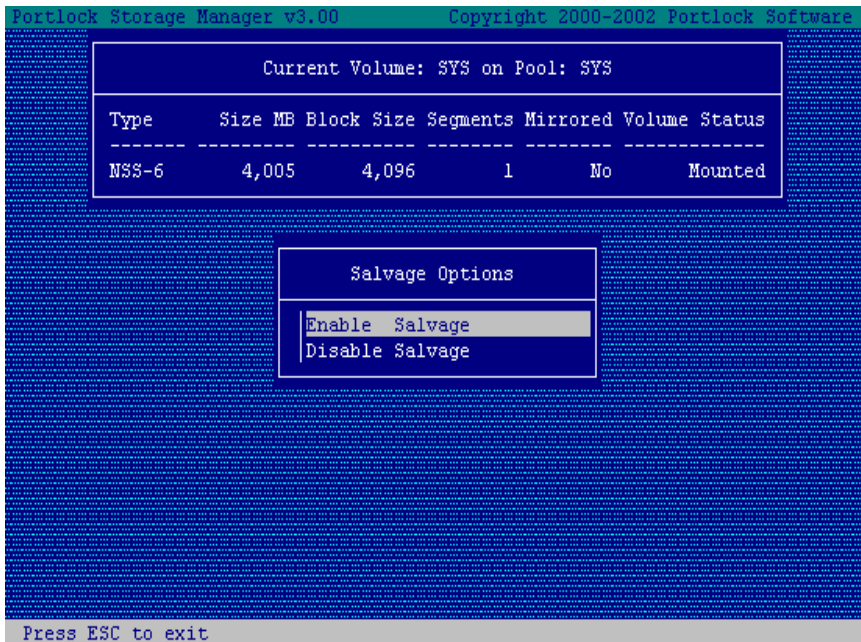 Portlock Storage Manager v3.00 Copyright 2000-2002 Portlock Software
Current Volume: SYS on Pool: SYS
Type Size MB Block Size Segments Mirrored Volume Status
------- --------- ---------- -------- -------- -------------
NSS-6 4,005 4,096 1 No Mounted
Salvage Options
Enable Salvage
Disable Salvage
Press ESC to exit